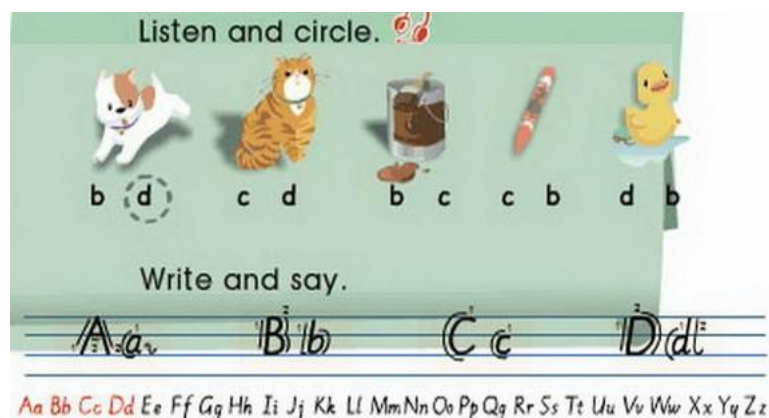 Listen and circle.
b d c d b c c b d b
Write and say.
Aa Bb Cc Dd
Aa Bb Cc Dd Ee Ff Gg Hh Ii Jj Kk Ll Mm Nn Oo Pp Qq Rr Ss Tt Uu Vv Ww Xx Yy Zz